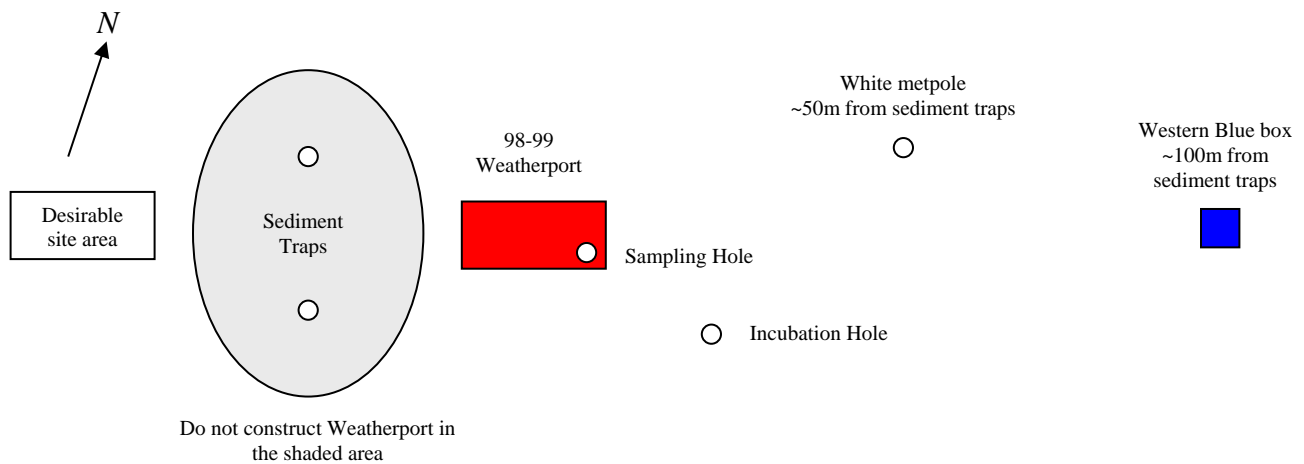 N
Desirable
site area
Sediment
Traps
Do not construct Weatherport in
the shaded area
98-99
Weatherport
Sampling Hole
Incubation Hole
White metpole
~50m from sediment traps
Western Blue box
~100m from
sediment traps